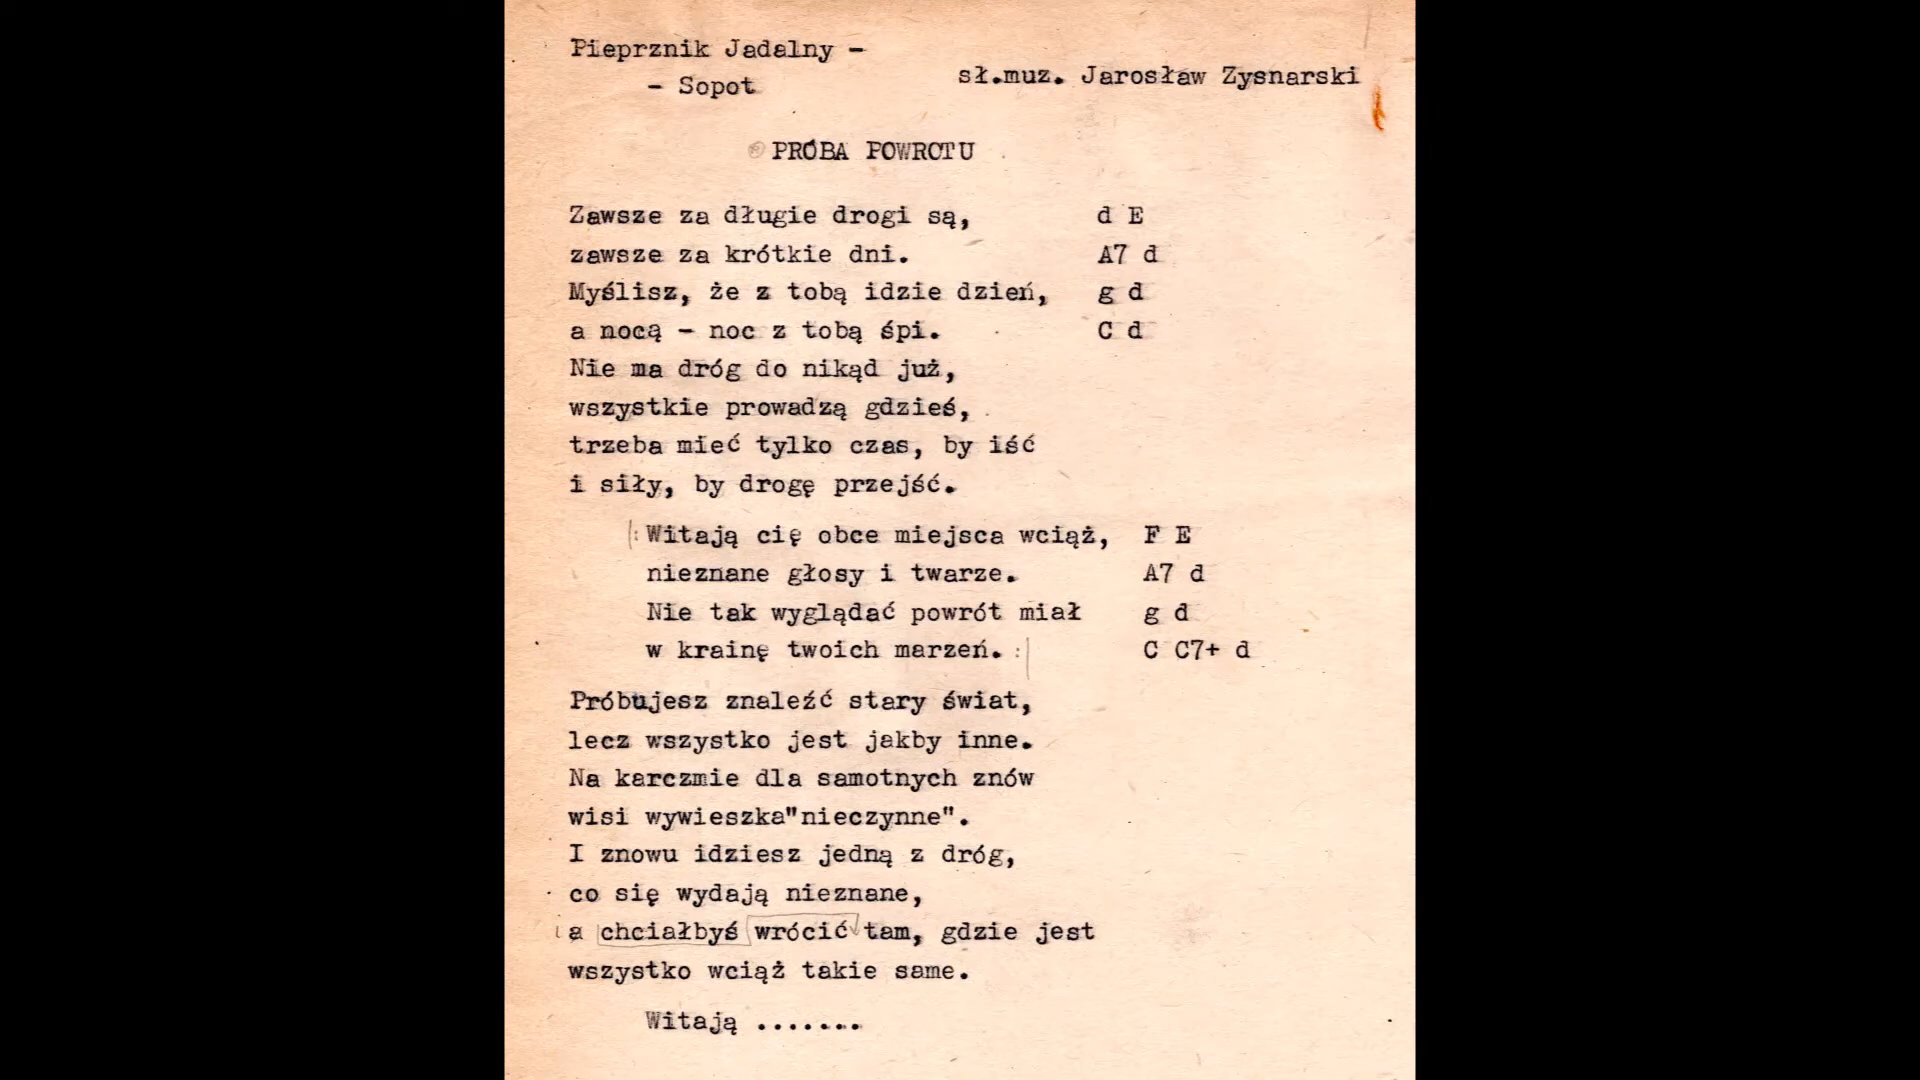 Pieprznik Jadalny -
- Sopot
sł.muz. Jarosław Zysnarski
PRÓBA POWROTU
Zawsze za długie drogi są, d E
zawsze za krótkie dni. A7 d
Myślisz, że z tobą idzie dzień, g d
a nocą - noc z tobą śpi. C d
Nie ma dróg do nikąd już,
wszystkie prowadzą gdzieś,
trzeba mieć tylko czas, by iść
i siły, by drogę przejść.
|: Witają cię obce miejsca wciąż, F E
nieznane głosy i twarze. A7 d
Nie tak wyglądać powrót miał g d
w krainę twoich marzeń. :| C C7+ d
Próbujesz znaleźć stary świat,
lecz wszystko jest jakby inne.
Na karczmie dla samotnych znów
wisi wywieszka"nieczynne".
I znowu idziesz jedną z dróg,
co się wydają nieznane,
a chciałbyś wrócić tam, gdzie jest
wszystko wciąż takie same.
Witają .......